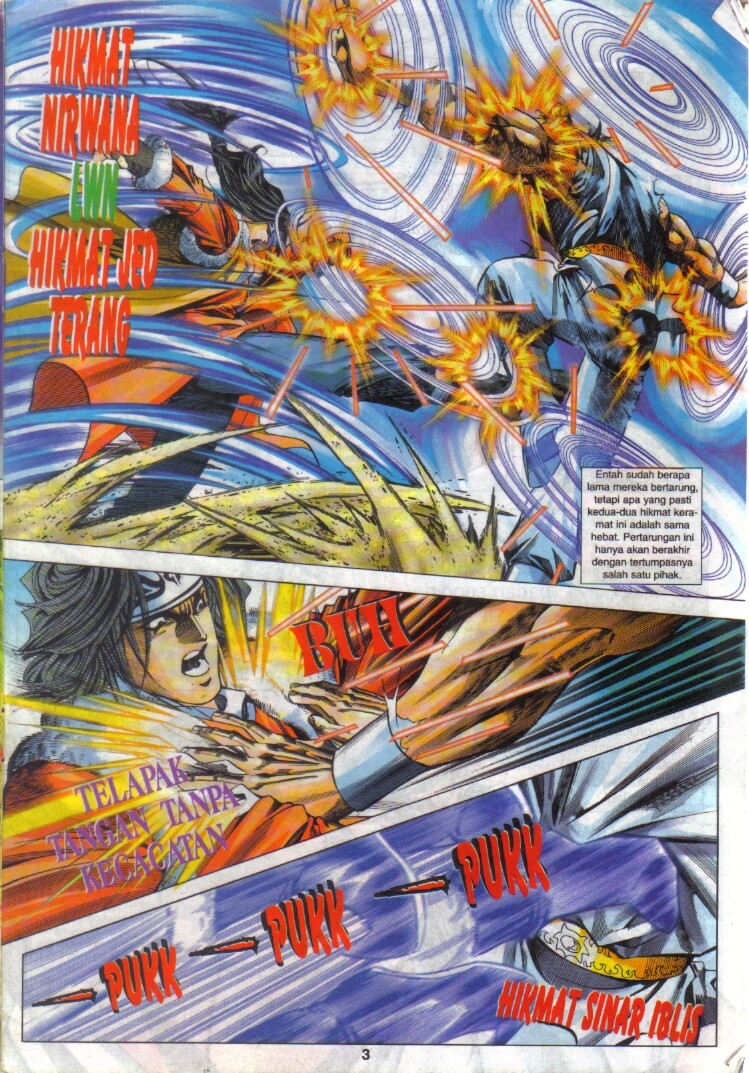 HIKMAT
NIRWANA
LWN
HIKMAT JED
TERANG
Entah sudah berapa
lama mereka bertarung,
tetapi apa yang pasti
kedua-dua hikmat kera-
mat ini adalah sama
hebat. Pertarungan ini
hanya akan berakhir
dengan tertumpasnya
salah satu pihak.
BUH
TELAPAK
TANGAN TANPA
KECACATAN
PUKK
PUKK
PUKK
HIKMAT SINAR IBLIS
3